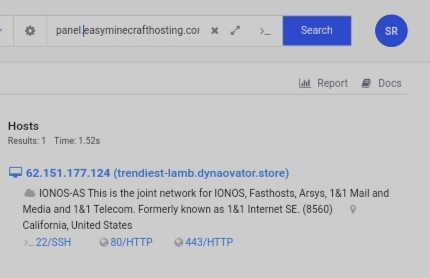 panel.easyminecrafthosting.cor
>_
Search
SR
Report
Docs
Hosts
Results: 1 Time: 1.52s
62.151.177.124 (trendiest-lamb.dynaovator.store)
IONOS-AS This is the joint network for IONOS, Fasthosts, Arsys, 1&1 Mail and
Media and 1&1 Telecom. Formerly known as 1&1 Internet SE. (8560)
California, United States
>_ 22/SSH 80/HTTP 443/HTTP